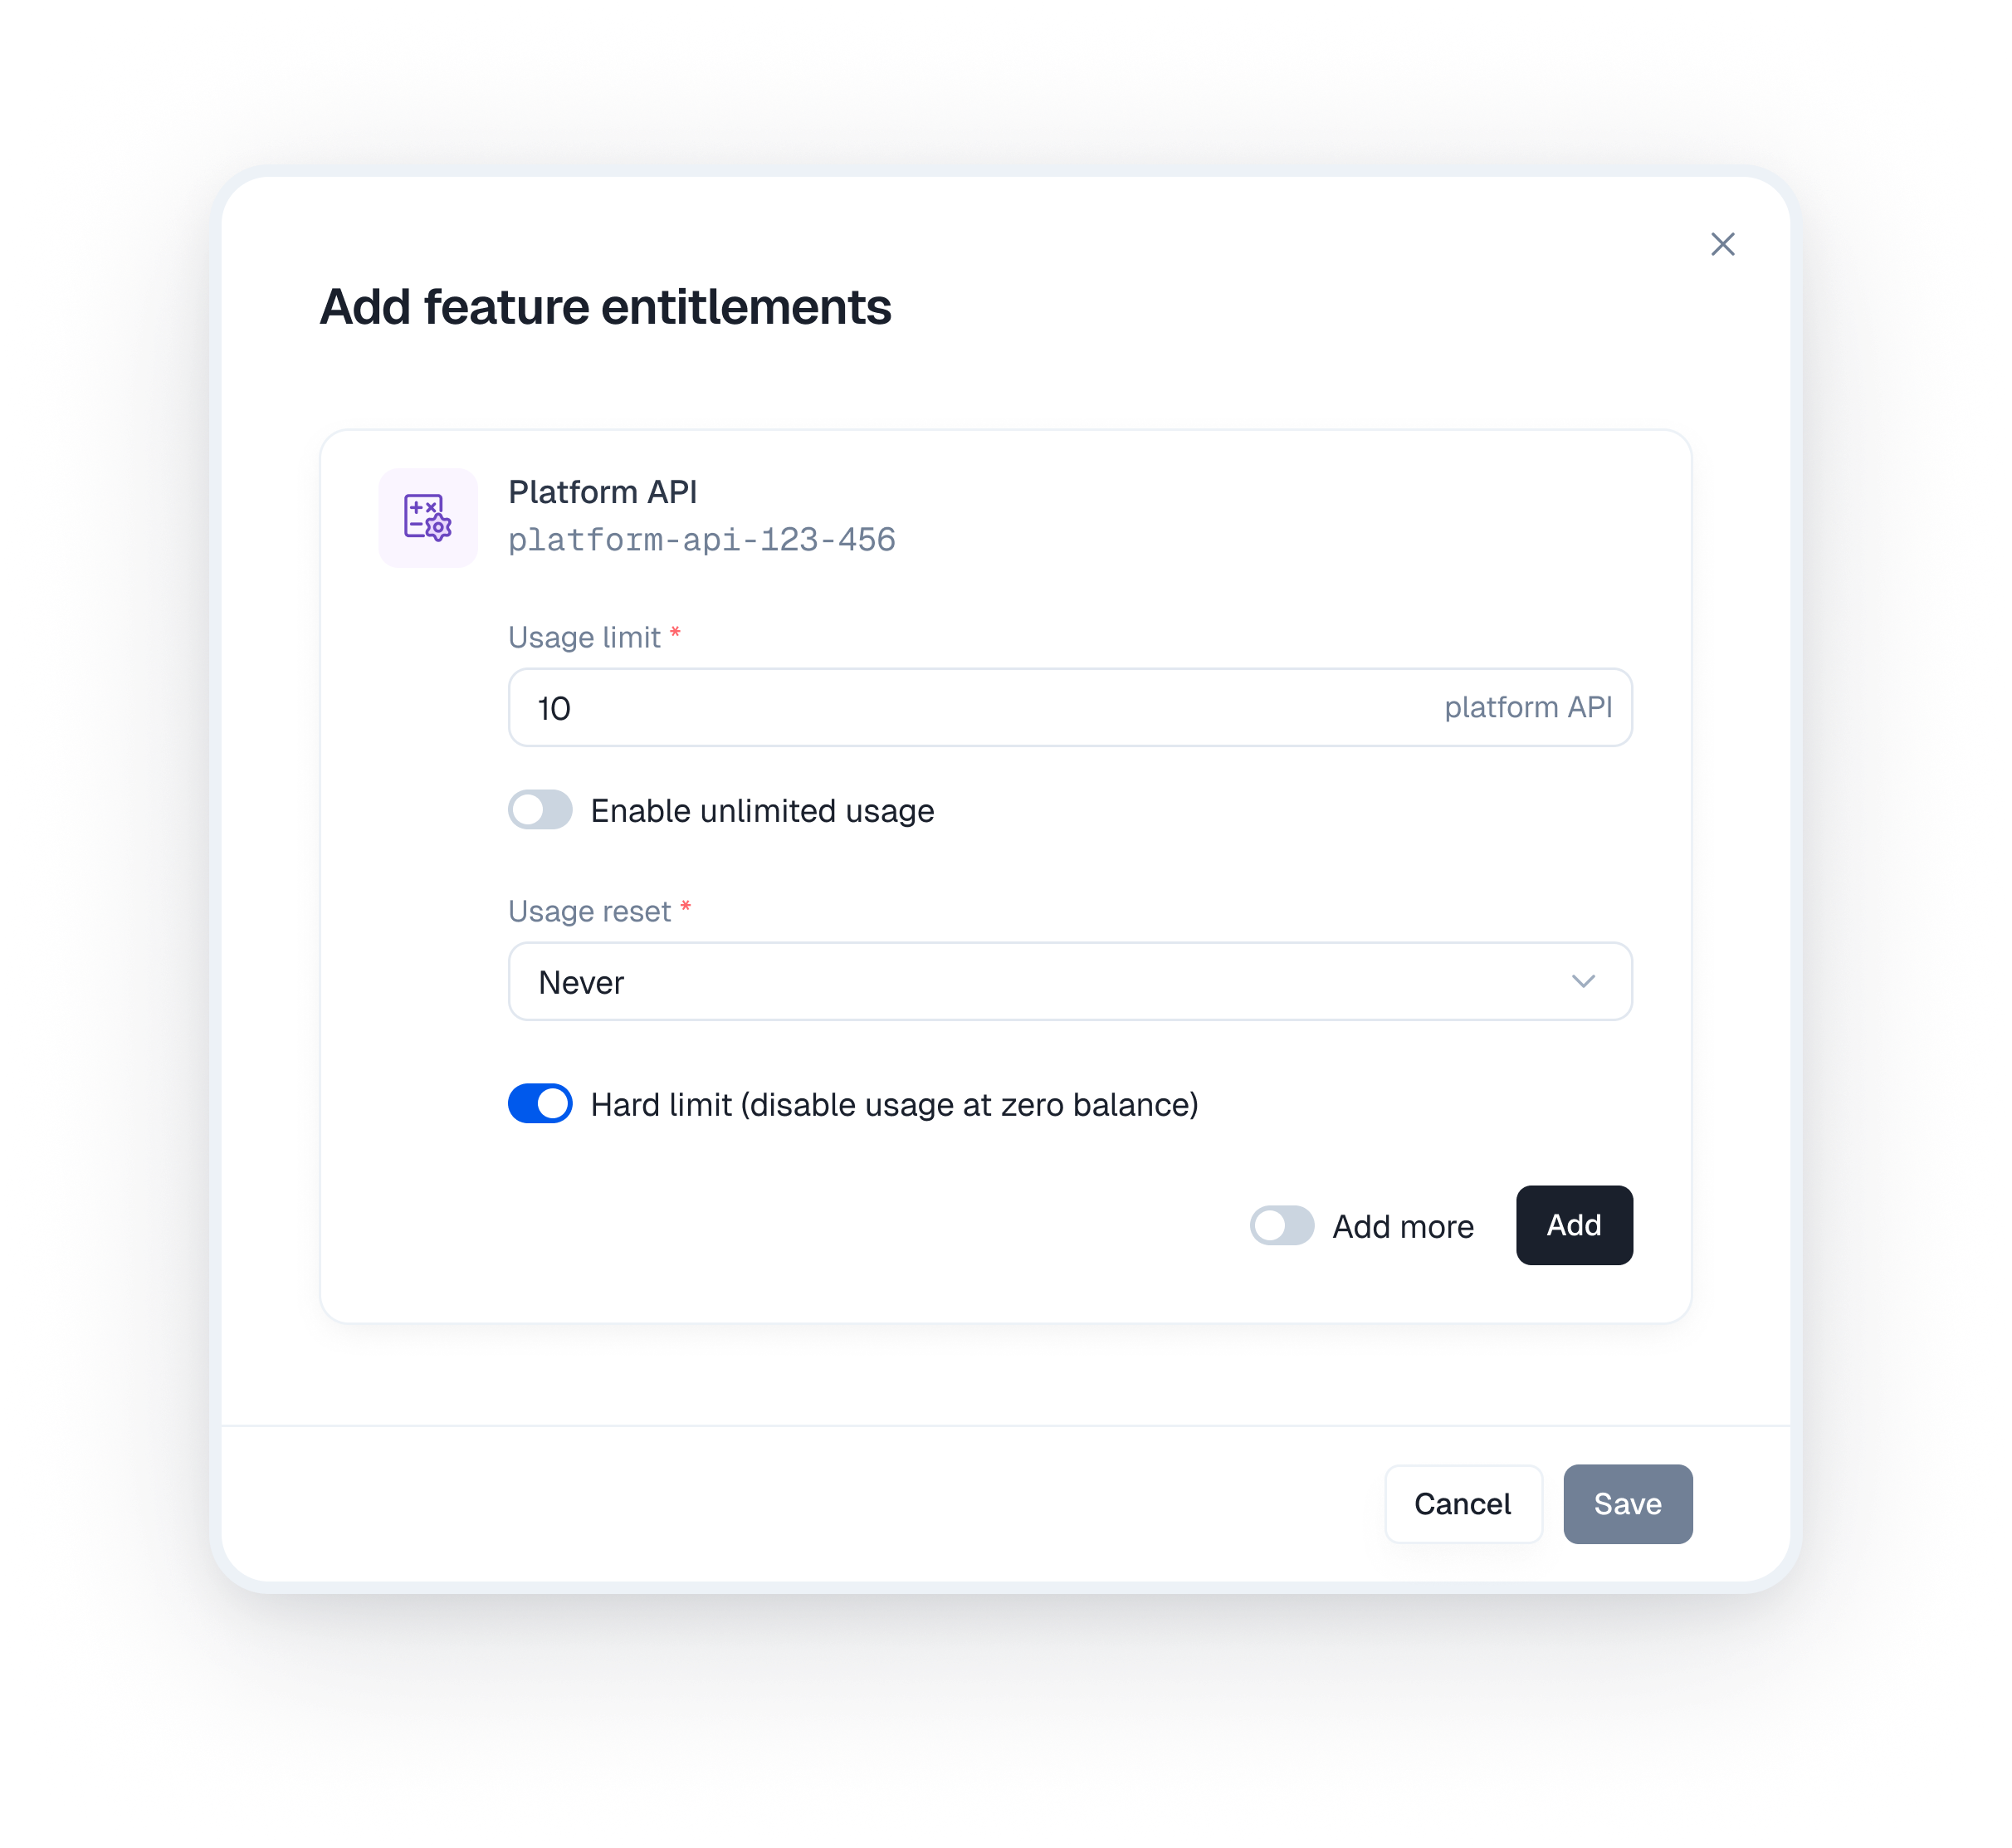 Add feature entitlements
Platform API
platform-api-123-456
Usage limit *
10 platform API
Enable unlimited usage
Usage reset *
Never
Hard limit (disable usage at zero balance)
Add more Add
Cancel Save